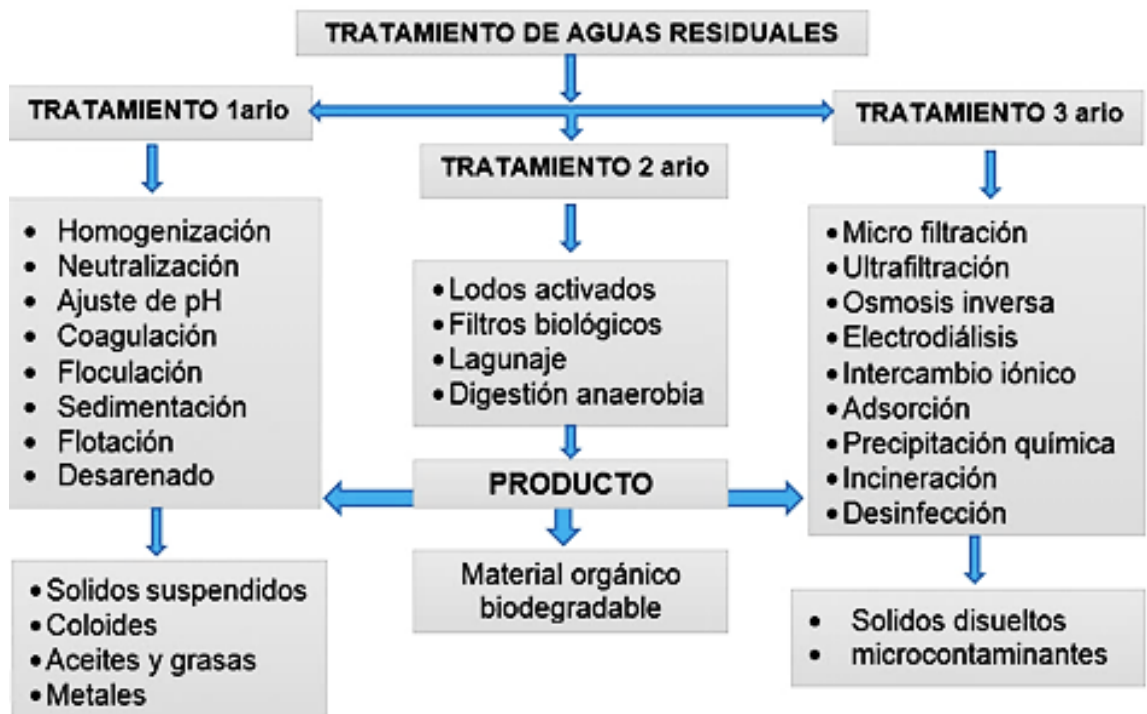 TRATAMIENTO DE AGUAS RESIDUALES
TRATAMIENTO 1ario
• Homogenización
• Neutralización
• Ajuste de pH
• Coagulación
• Floculación
• Sedimentación
• Flotación
• Desarenado
• Solidos suspendidos
• Coloides
• Aceites y grasas
• Metales
TRATAMIENTO 2 ario
• Lodos activados
• Filtros biológicos
• Lagunaje
• Digestión anaerobia
PRODUCTO
Material orgánico
biodegradable
TRATAMIENTO 3 ario
• Micro filtración
• Ultrafiltración
• Osmosis inversa
• Electrodiálisis
• Intercambio iónico
• Adsorción
• Precipitación química
• Incineración
• Desinfección
• Solidos disueltos
• microcontaminantes